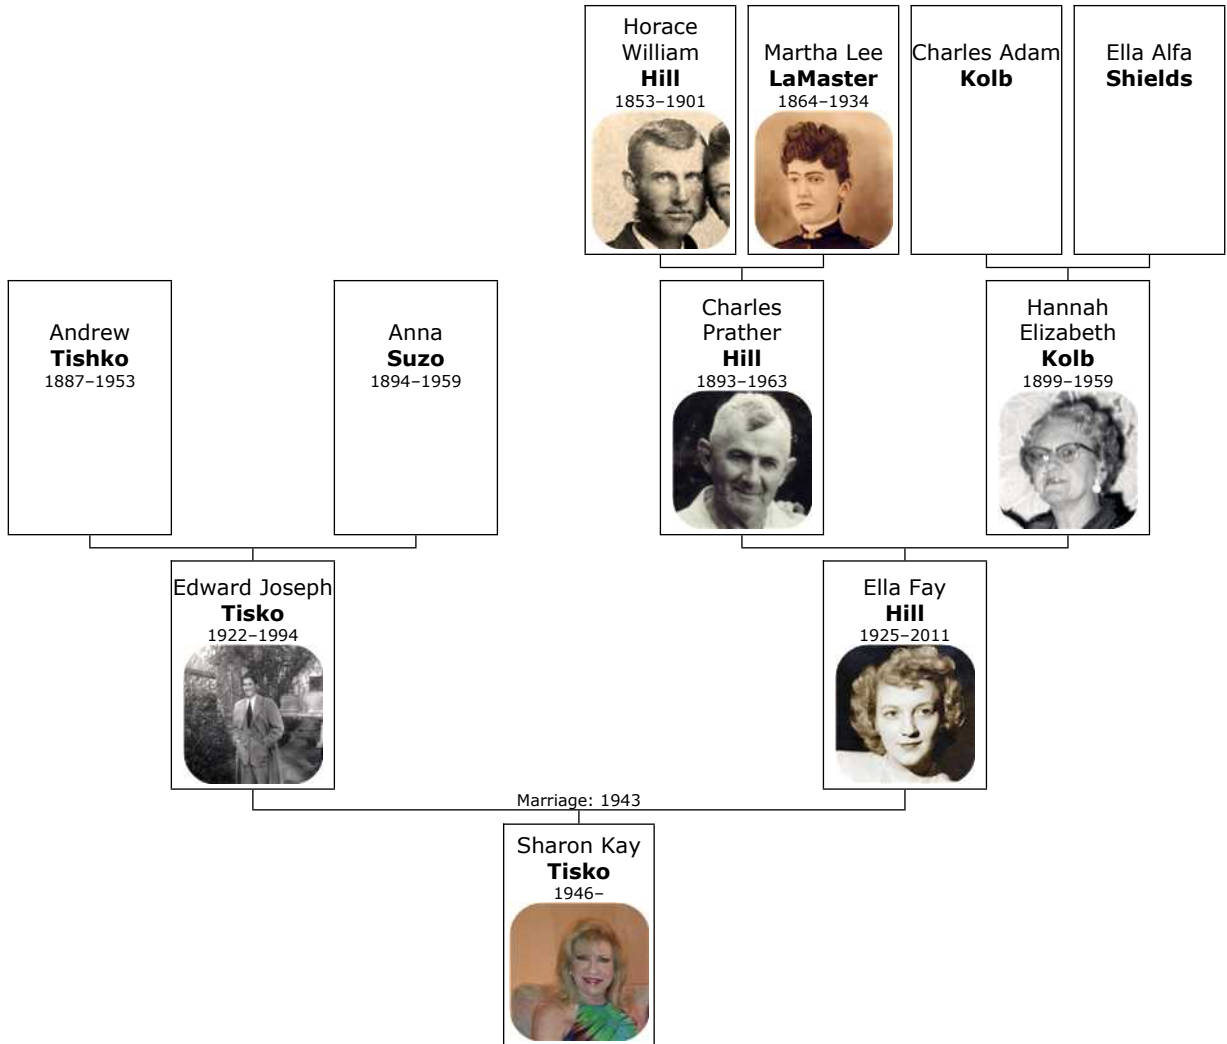 Horace
William
Hill
1853–1901
Martha Lee
LaMaster
1864–1934
Charles Adam
Kolb
Ella Alfa
Shields
Andrew
Tishko
1887–1953
Anna
Suzo
1894–1959
Charles
Prather
Hill
1893–1963
Hannah
Elizabeth
Kolb
1899–1959
Edward Joseph
Tisko
1922–1994
Ella Fay
Hill
1925–2011
Marriage: 1943
Sharon Kay
Tisko
1946–